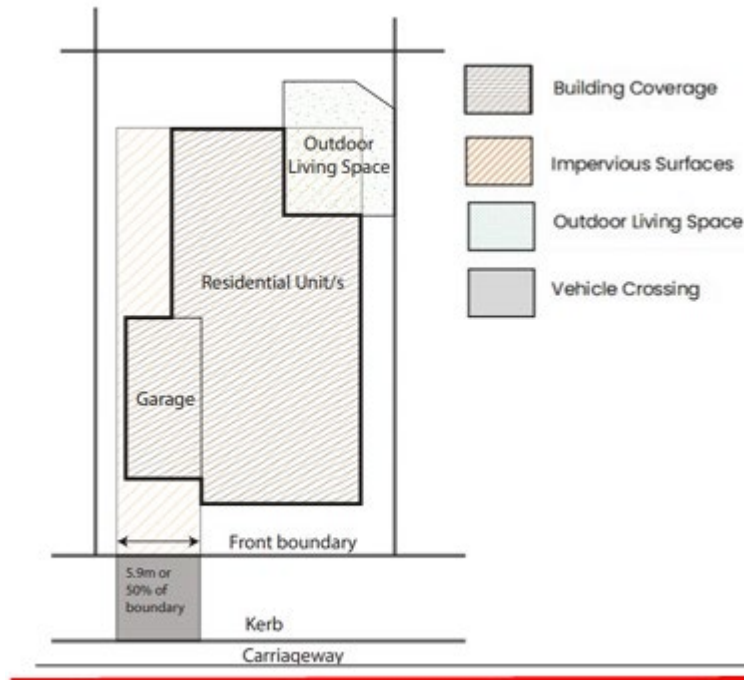 Building Coverage
Impervious Surfaces
Outdoor Living Space
Vehicle Crossing
Outdoor
Living Space
Residential Unit/s
Garage
Front boundary
5.9m or
50% of
boundary
Kerb
Carriageway